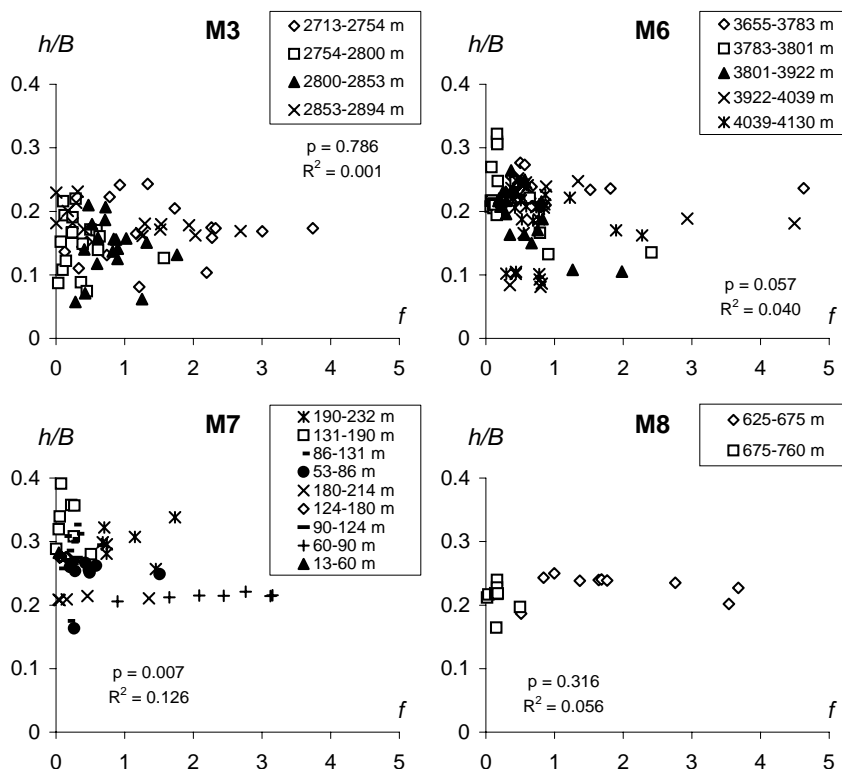 h/B
M3
2713-2754 m
2754-2800 m
2800-2853 m
2853-2894 m
p = 0.786
R² = 0.001
0.4
0.3
0.2
0.1
0
0 1 2 3 4 5
f
h/B
M6
3655-3783 m
3783-3801 m
3801-3922 m
3922-4039 m
4039-4130 m
p = 0.057
R² = 0.040
0.4
0.3
0.2
0.1
0
0 1 2 3 4 5
f
h/B
M7
190-232 m
131-190 m
86-131 m
53-86 m
180-214 m
124-180 m
90-124 m
60-90 m
13-60 m
p = 0.007
R² = 0.126
0.4
0.3
0.2
0.1
0
0 1 2 3 4 5
f
h/B
M8
625-675 m
675-760 m
p = 0.316
R² = 0.056
0.4
0.3
0.2
0.1
0
0 1 2 3 4 5
f